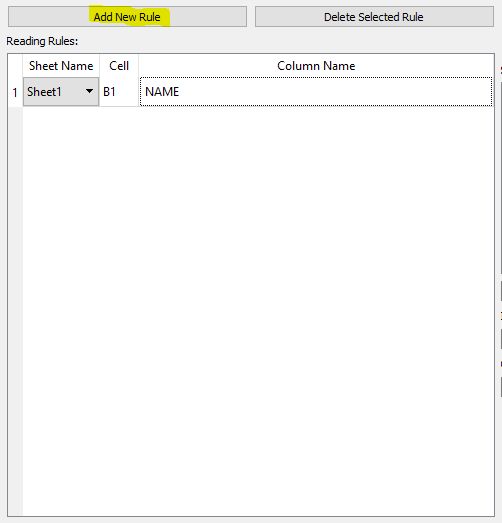 Add New Rule Delete Selected Rule
Reading Rules:
Sheet Name Cell Column Name
1 Sheet1 B1 NAME